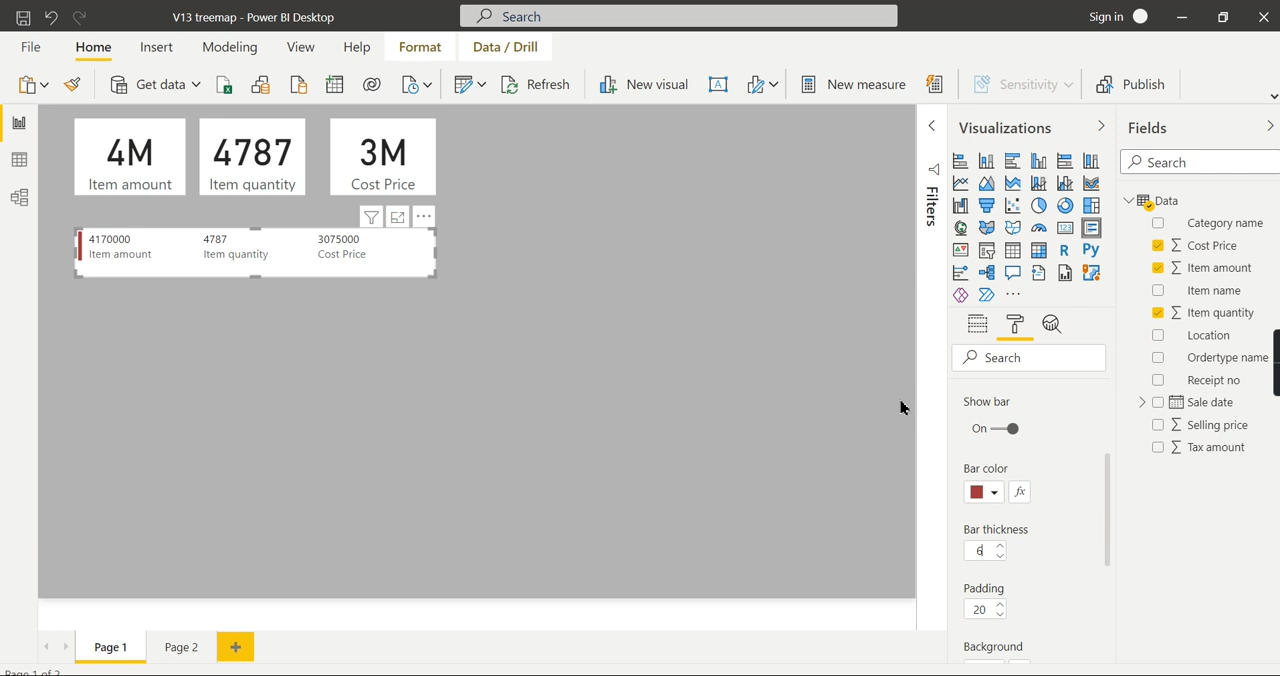 V13 treemap - Power BI Desktop
Search
Sign in
File
Home
Insert
Modeling
View
Help
Format
Data / Drill
Get data
Refresh
New visual
A
New measure
Sensitivity
Publish
4M
Item amount
4787
Item quantity
3M
Cost Price
4170000
Item amount
4787
Item quantity
3075000
Cost Price
Filters
Visualizations
123
R
Py
Search
Show bar
On
Bar color
fx
Bar thickness
6
Padding
20
Background
Fields
Search
Data
Category name
Σ Cost Price
Σ Item amount
Item name
Σ Item quantity
Location
Ordertype name
Receipt no
Sale date
Σ Selling price
Σ Tax amount
Page 1
Page 2
+
Page 1 of 2